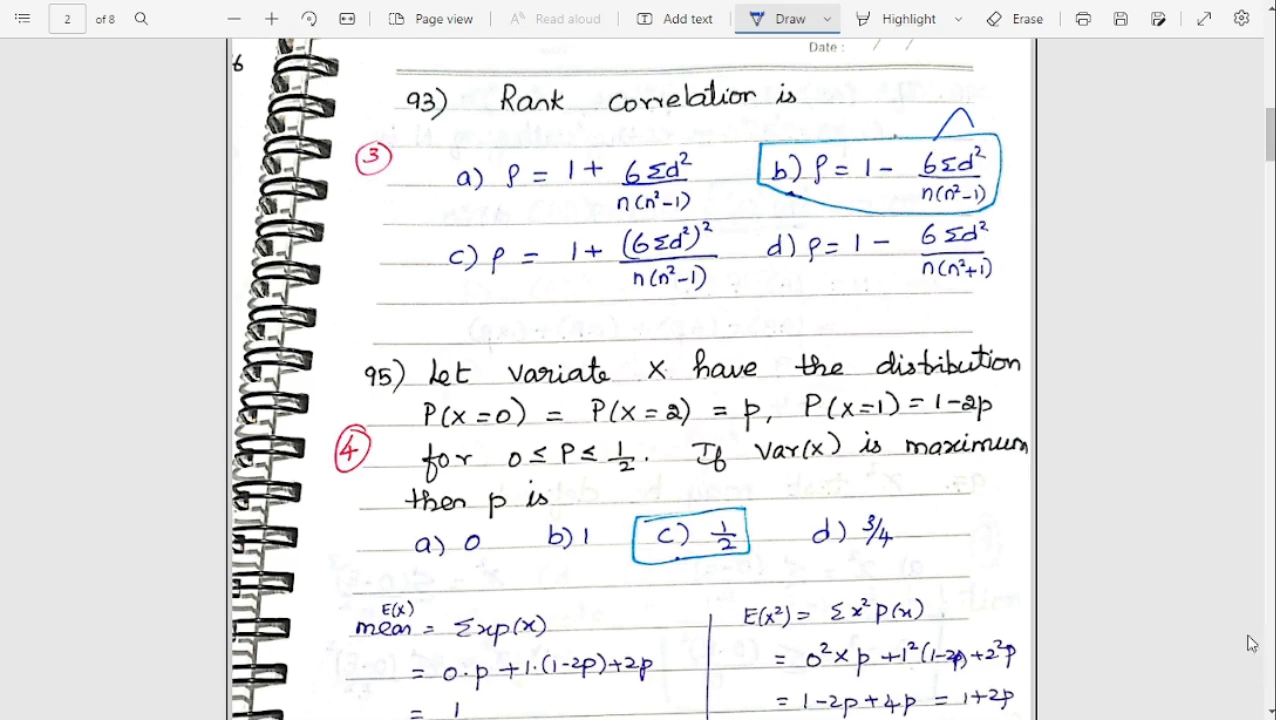 2 of 8
Page view
Read aloud
Add text
Draw
Highlight
Erase
Date : / /
93) Rank correlation is
③
a) ρ = 1 + 6Σd² / n(n²-1)
b) ρ = 1 - 6Σd² / n(n²-1)
c) ρ = 1 + (6Σd²)² / n(n²-1)
d) ρ = 1 - 6Σd² / n(n²+1)
95) Let variate X have the distribution
P(X=0) = P(X=2) = p, P(X=1) = 1-2p
④
for 0 ≤ P ≤ 1/2. If Var(X) is maximum
then p is
a) 0 b) 1 c) 1/2 d) 3/4
E(X)
mean = Σxp(x)
= 0.p + 1.(1-2p)+2p
= 1
E(X²) = Σx² P(x)
= 0² x p + 1²(1-2p)+2²p
= 1-2p+4p = 1+2p